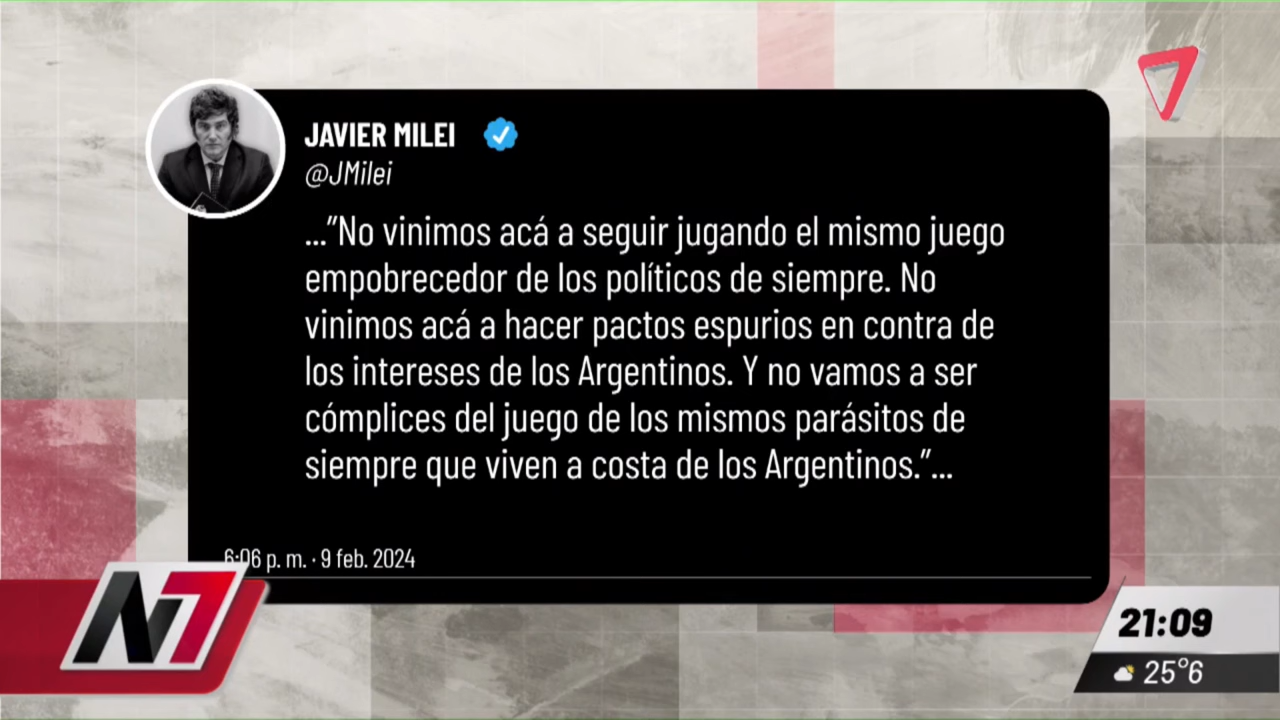 JAVIER MILEI
@JMilei
..."No vinimos acá a seguir jugando el mismo juego
empobrecedor de los políticos de siempre. No
vinimos acá a hacer pactos espurios en contra de
los intereses de los Argentinos. Y no vamos a ser
cómplices del juego de los mismos parásitos de
siempre que viven a costa de los Argentinos."...
6:06 p. m. · 9 feb. 2024
N7
21:09
25°6